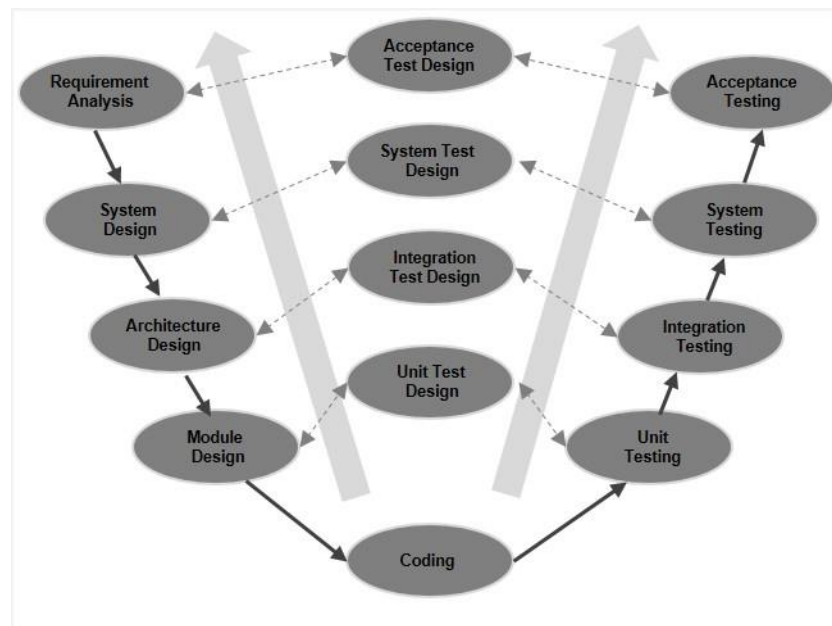 Acceptance
Test Design
Requirement
Analysis
Acceptance
Testing
System Test
Design
System
Design
System
Testing
Integration
Test Design
Architecture
Design
Integration
Testing
Unit Test
Design
Module
Design
Unit
Testing
Coding